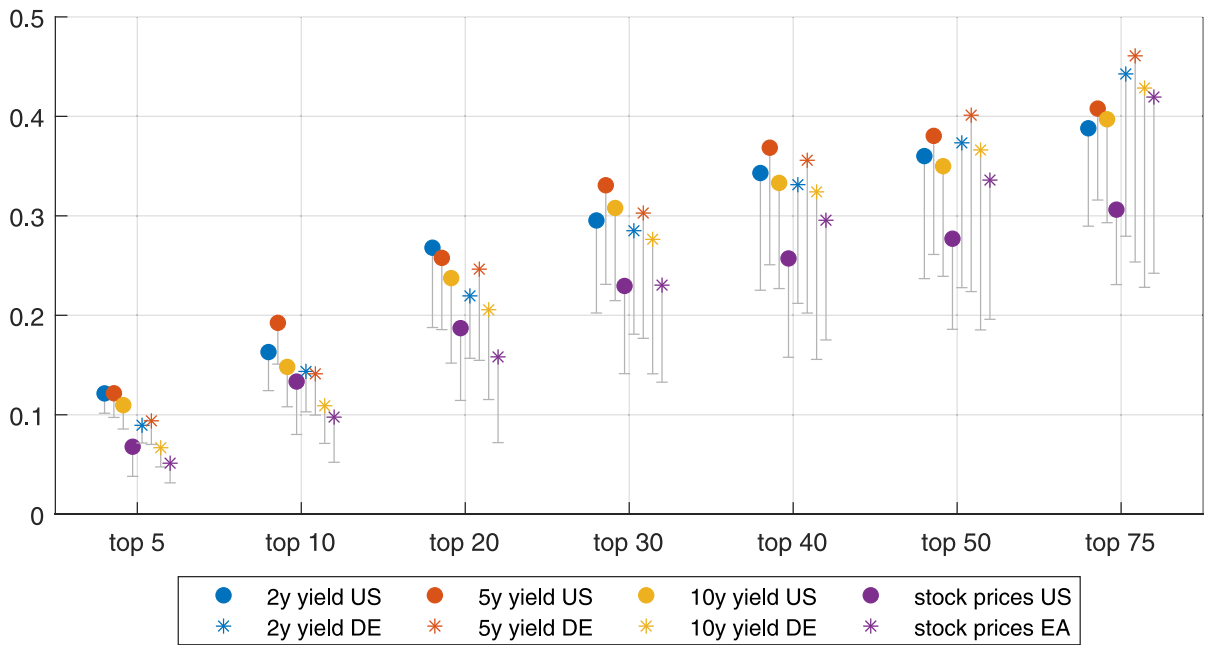 0.5
0.4
0.3
0.2
0.1
0
top 5 top 10 top 20 top 30 top 40 top 50 top 75
2y yield US 5y yield US 10y yield US stock prices US
2y yield DE 5y yield DE 10y yield DE stock prices EA